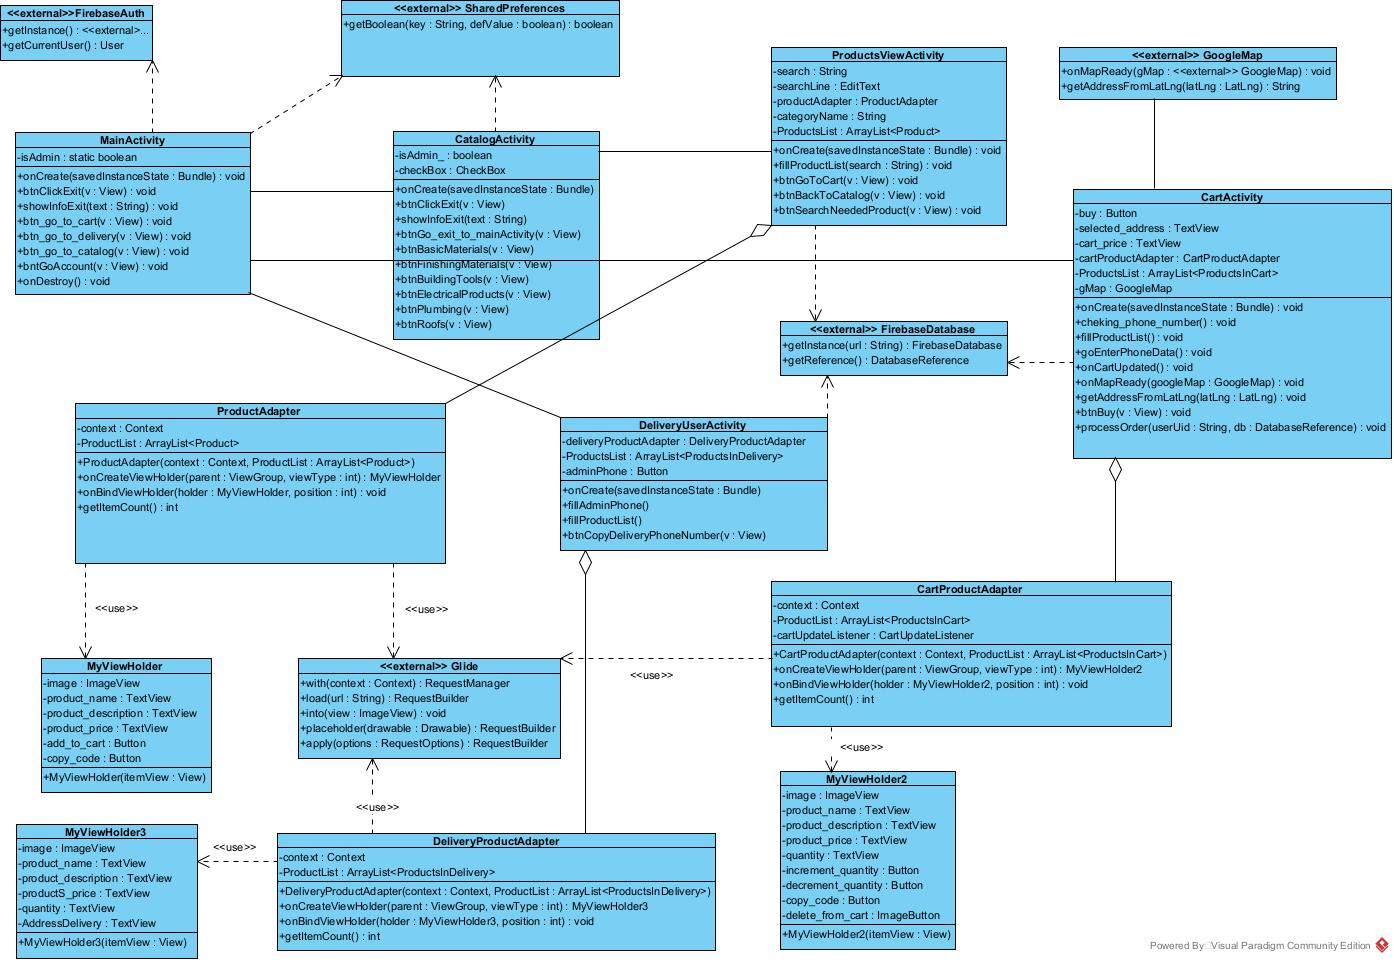 <<external>>FirebaseAuth
+getInstance() : <<external>...
+getCurrentUser() : User
<<external>> SharedPreferences
+getBoolean(key : String, defValue : boolean) : boolean
ProductsViewActivity
-search : String
-searchLine : EditText
-productAdapter : ProductAdapter
-categoryName : String
-ProductsList : ArrayList<Product>
+onCreate(savedInstanceState : Bundle) : void
+fillProductList(search : String) : void
+btnGoToCart(v : View) : void
+btnBackToCatalog(v : View) : void
+btnSearchNeededProduct(v : View) : void
<<external>> GoogleMap
+onMapReady(gMap : <<external>> GoogleMap) : void
+getAddressFromLatLng(latLng : LatLng) : String
MainActivity
-isAdmin : static boolean
+onCreate(savedInstanceState : Bundle) : void
+btnClickExit(v : View) : void
+showInfoExit(text : String) : void
+btn_go_to_cart(v : View) : void
+btn_go_to_delivery(v : View) : void
+btn_go_to_catalog(v : View) : void
+bntGoAccount(v : View) : void
+onDestroy() : void
CatalogActivity
-isAdmin_ : boolean
-checkBox : CheckBox
+onCreate(savedInstanceState : Bundle)
+btnClickExit(v : View)
+showInfoExit(text : String)
+btnGo_exit_to_mainActivity(v : View)
+btnBasicMaterials(v : View)
+btnFinishingMaterials(v : View)
+btnBuildingTools(v : View)
+btnElectricalProducts(v : View)
+btnPlumbing(v : View)
+btnRoofs(v : View)
CartActivity
-buy : Button
-selected_address : TextView
-cart_price : TextView
-cartProductAdapter : CartProductAdapter
-ProductsList : ArrayList<ProductsInCart>
-gMap : GoogleMap
+onCreate(savedInstanceState : Bundle) : void
+cheking_phone_number() : void
+fillProductList() : void
+goEnterPhoneData() : void
+onCartUpdated() : void
+onMapReady(googleMap : GoogleMap) : void
+getAddressFromLatLng(latLng : LatLng) : void
+btnBuy(v : View) : void
+processOrder(userUid : String, db : DatabaseReference) : void
<<external>> FirebaseDatabase
+getInstance(url : String) : FirebaseDatabase
+getReference() : DatabaseReference
ProductAdapter
-context : Context
-ProductList : ArrayList<Product>
+ProductAdapter(context : Context, ProductList : ArrayList<Product>)
+onCreateViewHolder(parent : ViewGroup, viewType : int) : MyViewHolder
+onBindViewHolder(holder : MyViewHolder, position : int) : void
+getItemCount() : int
DeliveryUserActivity
-deliveryProductAdapter : DeliveryProductAdapter
-ProductsList : ArrayList<ProductsInDelivery>
-adminPhone : Button
+onCreate(savedInstanceState : Bundle)
+fillAdminPhone()
+fillProductList()
+btnCopyDeliveryPhoneNumber(v : View)
<<use>>
<<use>>
CartProductAdapter
-context : Context
-ProductList : ArrayList<ProductsInCart>
-cartUpdateListener : CartUpdateListener
+CartProductAdapter(context : Context, ProductList : ArrayList<ProductsInCart>)
+onCreateViewHolder(parent : ViewGroup, viewType : int) : MyViewHolder2
+onBindViewHolder(holder : MyViewHolder2, position : int) : void
+getItemCount() : int
<<use>>
MyViewHolder
-image : ImageView
-product_name : TextView
-product_description : TextView
-product_price : TextView
-add_to_cart : Button
-copy_code : Button
+MyViewHolder(itemView : View)
<<external>> Glide
+with(context : Context) : RequestManager
+load(url : String) : RequestBuilder
+into(view : ImageView) : void
+placeholder(drawable : Drawable) : RequestBuilder
+apply(options : RequestOptions) : RequestBuilder
<<use>>
MyViewHolder2
-image : ImageView
-product_name : TextView
-product_description : TextView
-product_price : TextView
-quantity : TextView
-increment_quantity : Button
-decrement_quantity : Button
-copy_code : Button
-delete_from_cart : ImageButton
+MyViewHolder2(itemView : View)
<<use>>
MyViewHolder3
-image : ImageView
-product_name : TextView
-product_description : TextView
-productS_price : TextView
-quantity : TextView
-AddressDelivery : TextView
+MyViewHolder3(itemView : View)
<<use>>
DeliveryProductAdapter
-context : Context
-ProductList : ArrayList<ProductsInDelivery>
+DeliveryProductAdapter(context : Context, ProductList : ArrayList<ProductsInDelivery>)
+onCreateViewHolder(parent : ViewGroup, viewType : int) : MyViewHolder3
+onBindViewHolder(holder : MyViewHolder3, position : int) : void
+getItemCount() : int
Powered By Visual Paradigm Community Edition